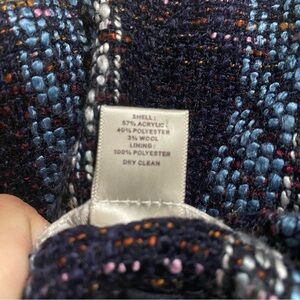 SHELL:
57% ACRYLIC
40% POLYESTER
3% WOOL
LINING:
100% POLYESTER
DRY CLEAN